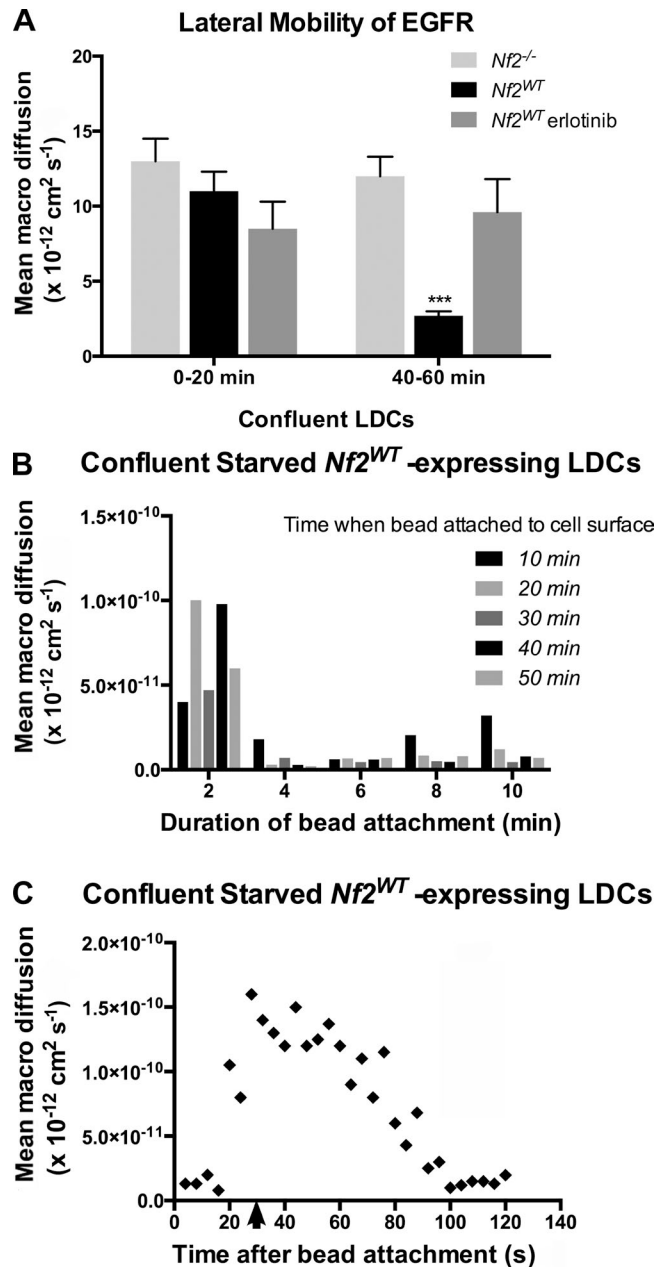 A
Lateral Mobility of EGFR
Mean macro diffusion
(x 10⁻¹² cm² s⁻¹)
20
15
10
5
0
Nf2⁻/⁻
Nf2ᵂᵀ
Nf2ᵂᵀ erlotinib
***
0-20 min
40-60 min
Confluent LDCs
B
Confluent Starved Nf2ᵂᵀ -expressing LDCs
Mean macro diffusion
(x 10⁻¹² cm² s⁻¹)
1.5×10⁻¹⁰
1.0×10⁻¹⁰
5.0×10⁻¹¹
0.0
Time when bead attached to cell surface
10 min
20 min
30 min
40 min
50 min
2 4 6 8 10
Duration of bead attachment (min)
C
Confluent Starved Nf2ᵂᵀ -expressing LDCs
Mean macro diffusion
(x 10⁻¹² cm² s⁻¹)
2.0×10⁻¹⁰
1.5×10⁻¹⁰
1.0×10⁻¹⁰
5.0×10⁻¹¹
0.0
0 20 40 60 80 100 120 140
Time after bead attachment (s)